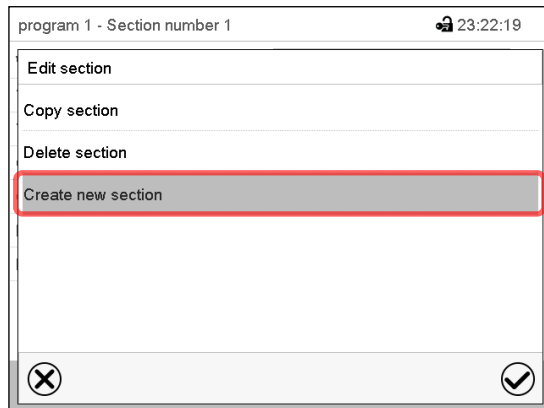 program 1 - Section number 1 23:22:19
Edit section
Copy section
Delete section
Create new section